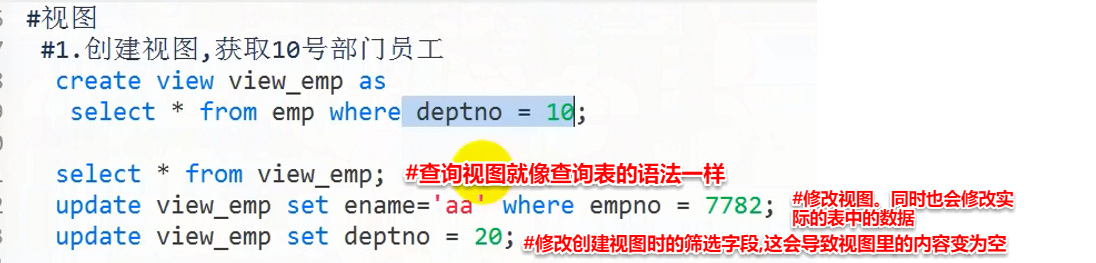 #视图
#1.创建视图,获取10号部门员工
create view view_emp as
select * from emp where deptno = 10;
select * from view_emp; #查询视图就像查询表的语法一样
update view_emp set ename='aa' where empno = 7782; #修改视图。同时也会修改实
际的表中的数据
update view_emp set deptno = 20; #修改创建视图时的筛选字段,这会导致视图里的内容变为空